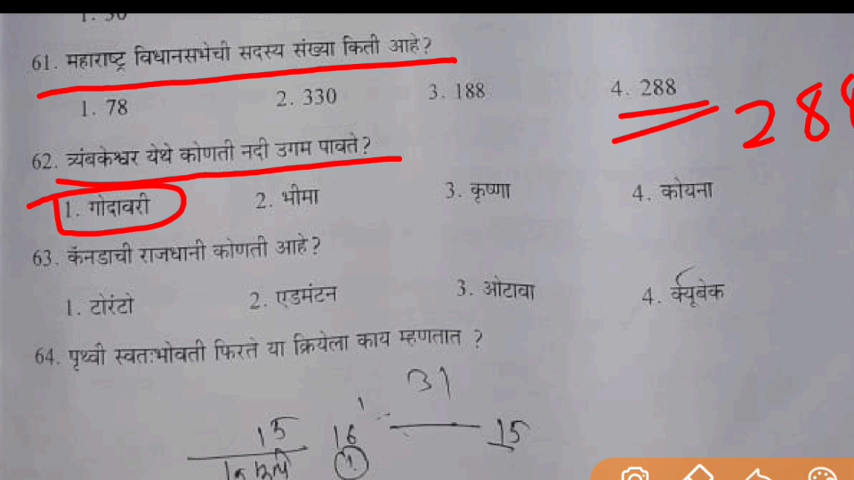 1. 50
61. महाराष्ट्र विधानसभेची सदस्य संख्या किती आहे?
1. 78 2. 330 3. 188 4. 288 288
62. त्र्यंबकेश्वर येथे कोणती नदी उगम पावते?
1. गोदावरी 2. भीमा 3. कृष्णा 4. कोयना
63. कॅनडाची राजधानी कोणती आहे?
1. टोरंटो 2. एडमंटन 3. ओटावा 4. क्यूबेक
64. पृथ्वी स्वतःभोवती फिरते या क्रियेला काय म्हणतात ?
31
15 16 15